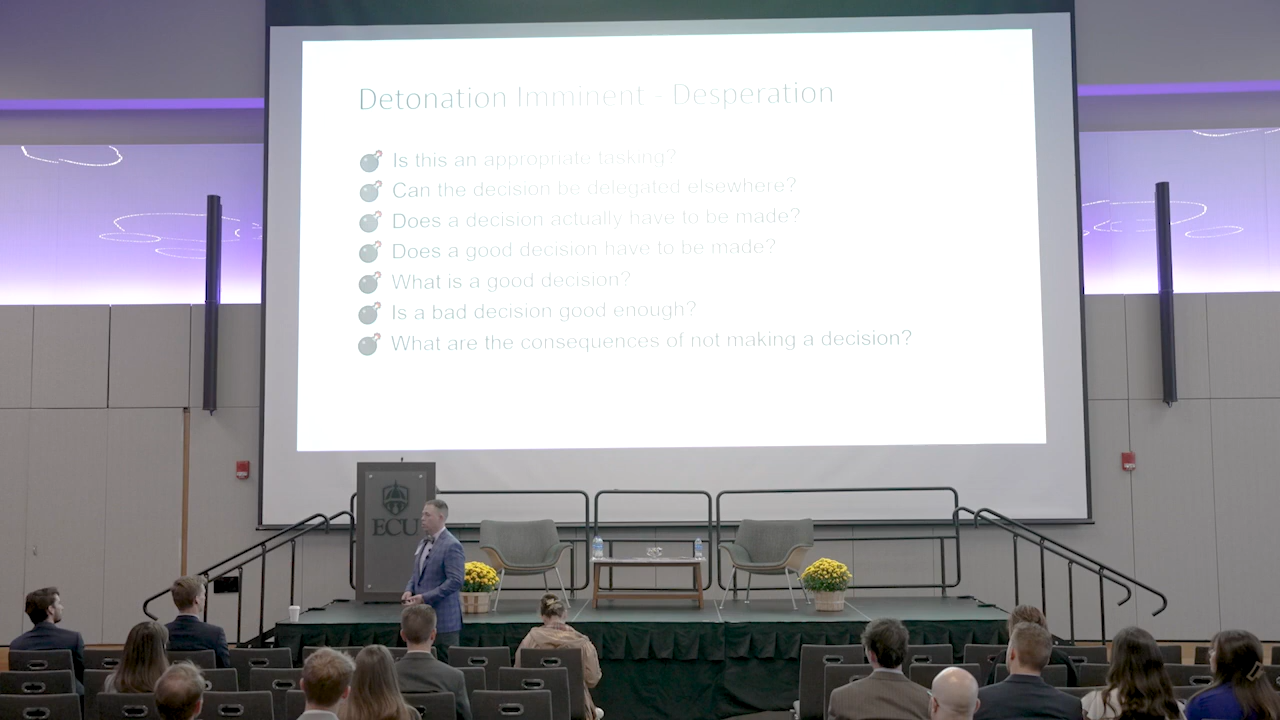 Detonation Imminent - Desperation
Is this an appropriate tasking?
Can the decision be delegated elsewhere?
Does a decision actually have to be made?
Does a good decision have to be made?
What is a good decision?
Is a bad decision good enough?
What are the consequences of not making a decision?
ECU